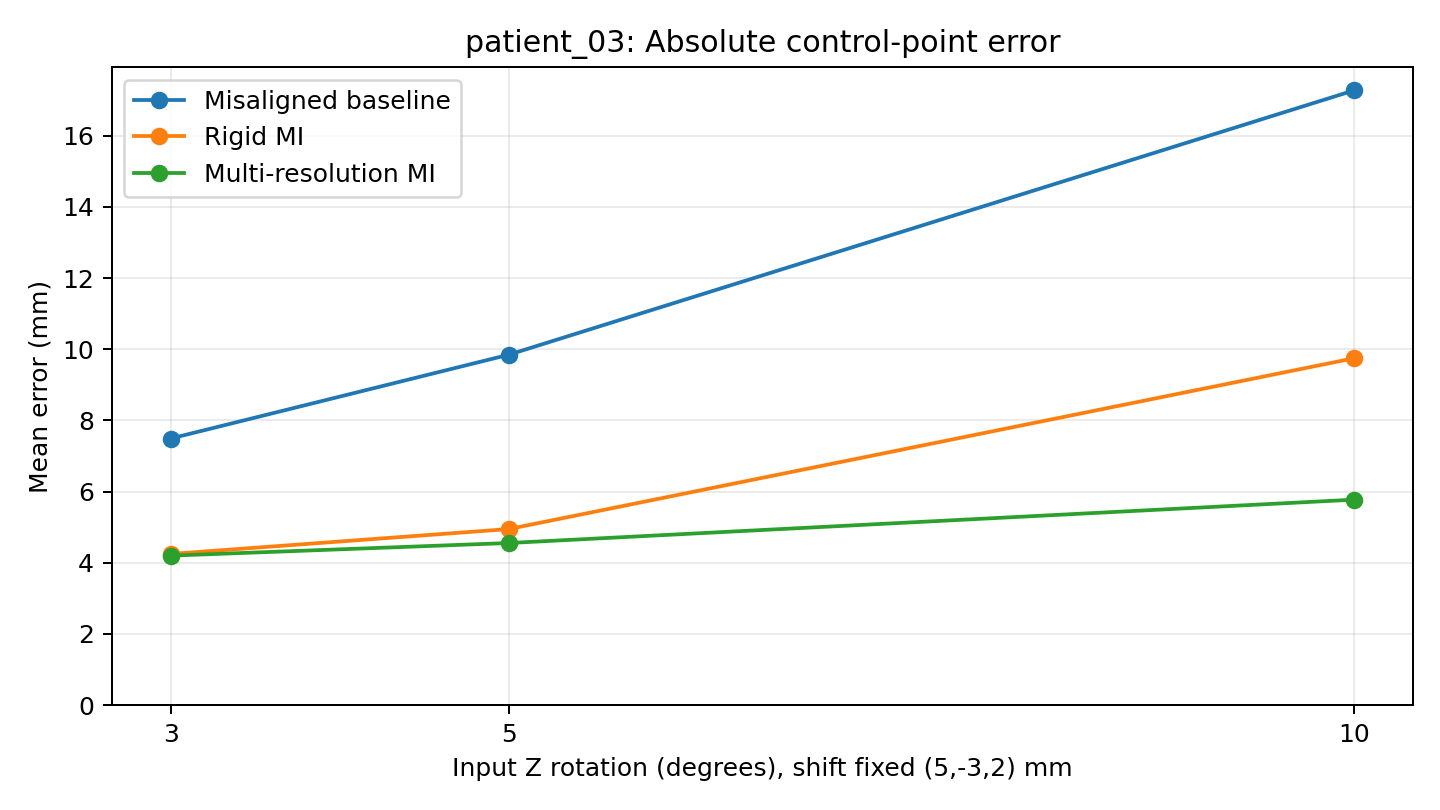 patient_03: Absolute control-point error
Misaligned baseline
Rigid MI
Multi-resolution MI
Mean error (mm)
16
14
12
10
8
6
4
2
0
3 5 10
Input Z rotation (degrees), shift fixed (5,-3,2) mm